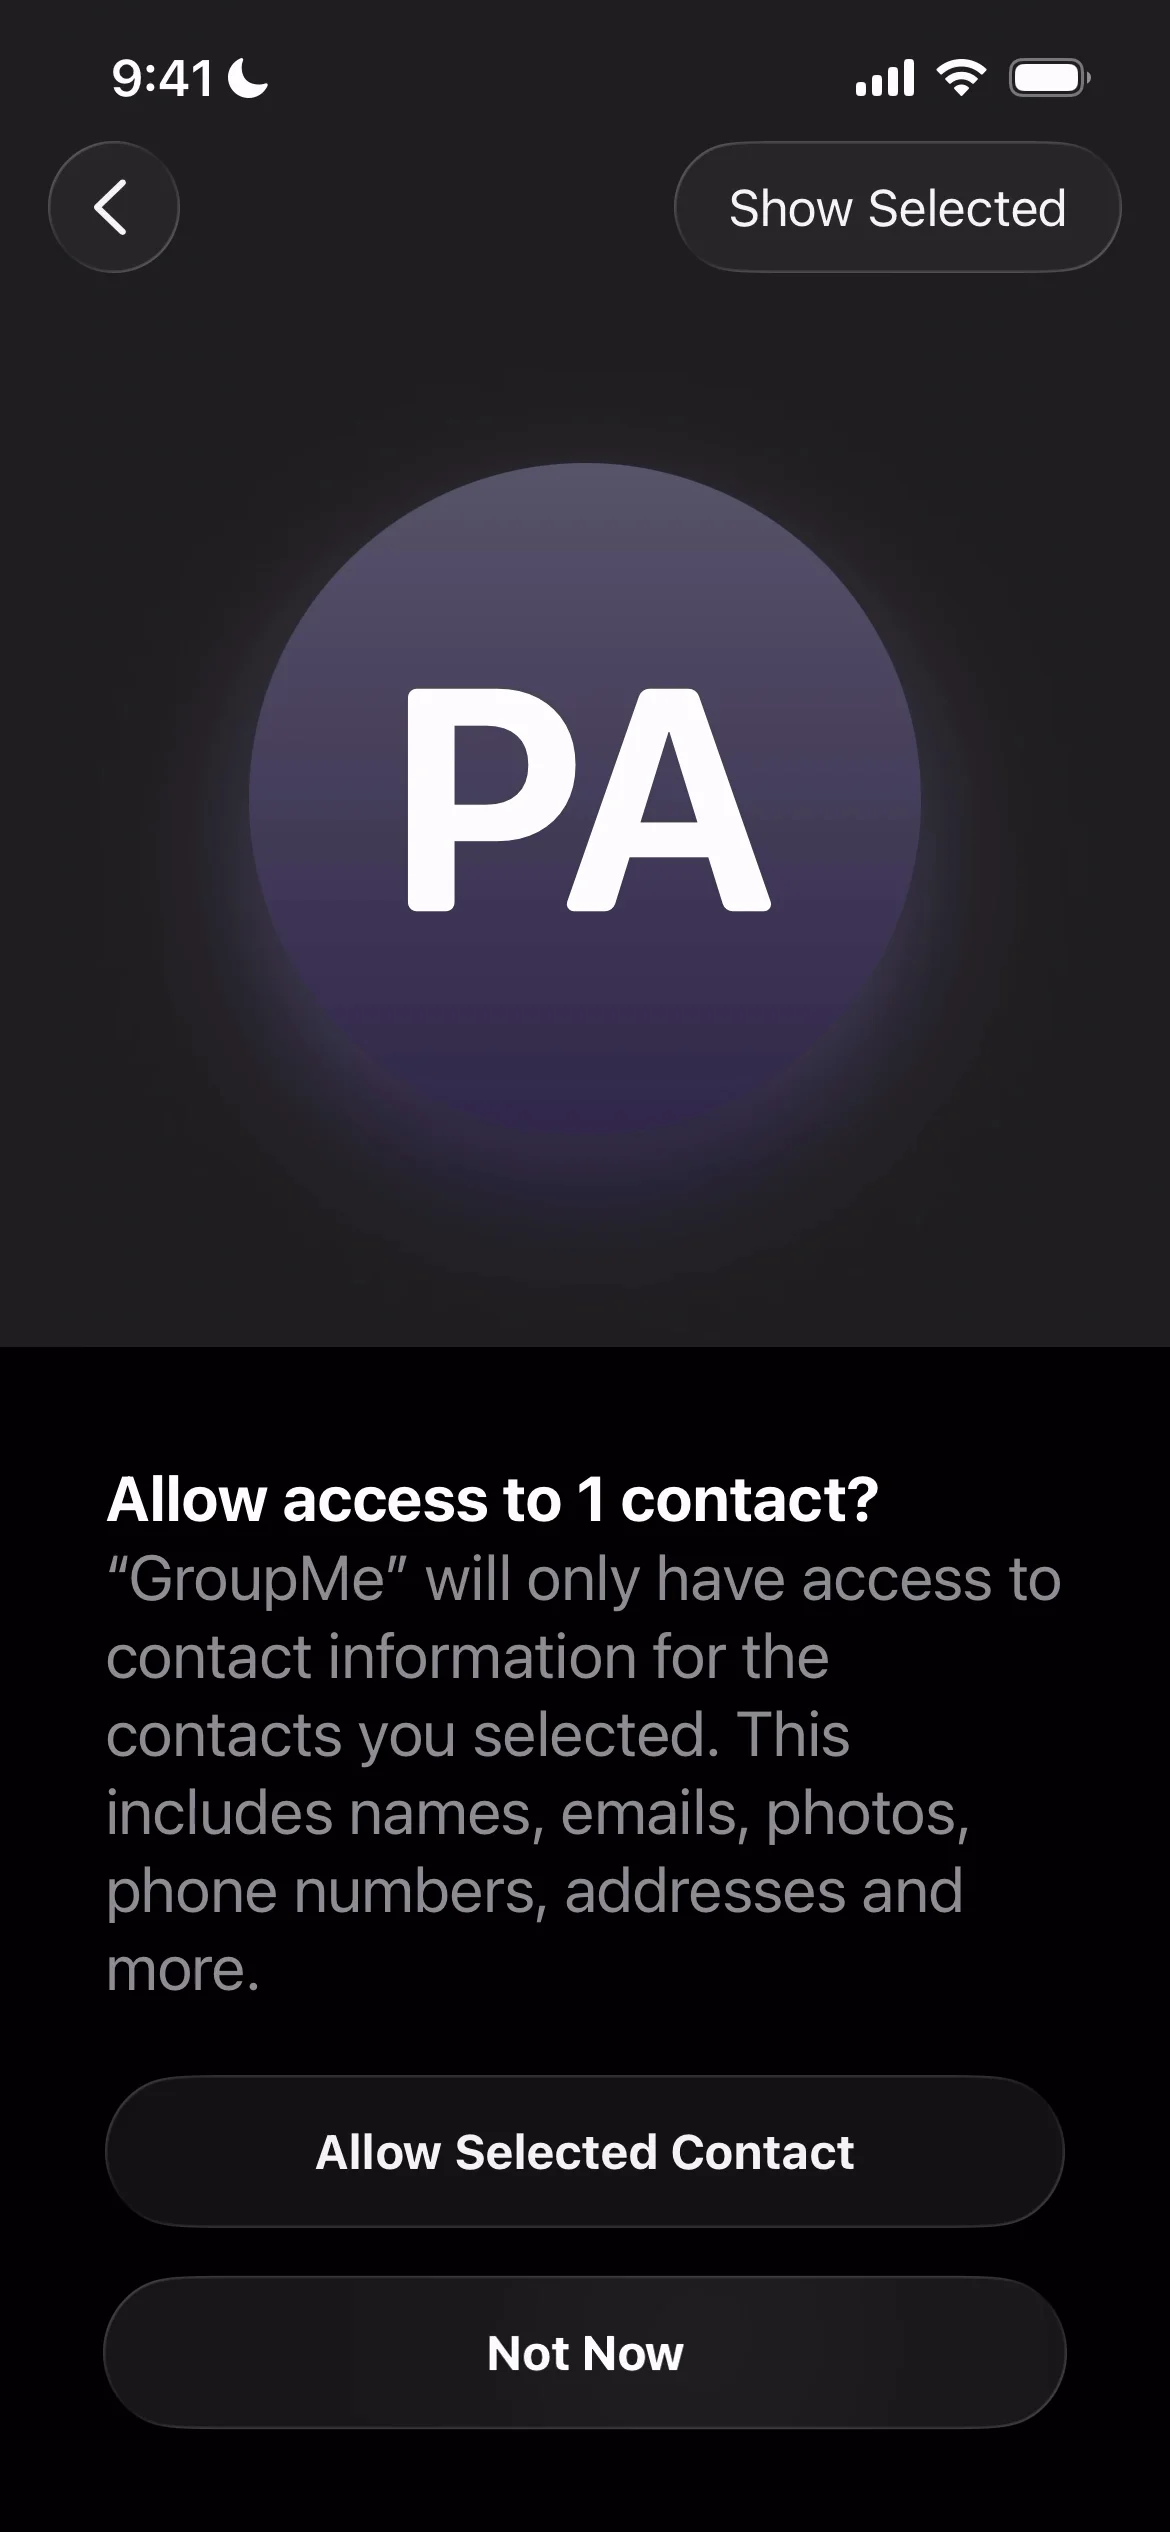 9:41
Show Selected
PA
Allow access to 1 contact?
“GroupMe” will only have access to
contact information for the
contacts you selected. This
includes names, emails, photos,
phone numbers, addresses and
more.
Allow Selected Contact
Not Now